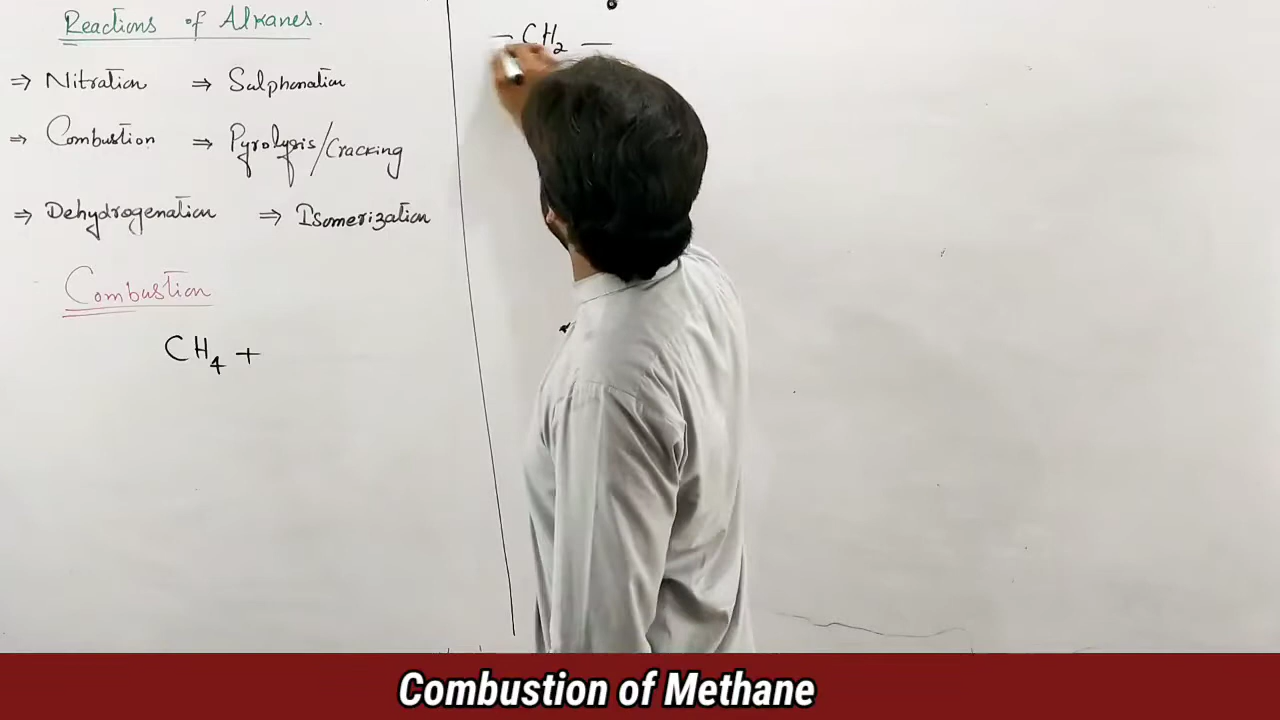 Reactions of Alkanes.
⇒ Nitration ⇒ Sulphonation
⇒ Combustion ⇒ Pyrolysis/Cracking
⇒ Dehydrogenation ⇒ Isomerization
Combustion
CH₄ +
— CH₂ —
Combustion of Methane